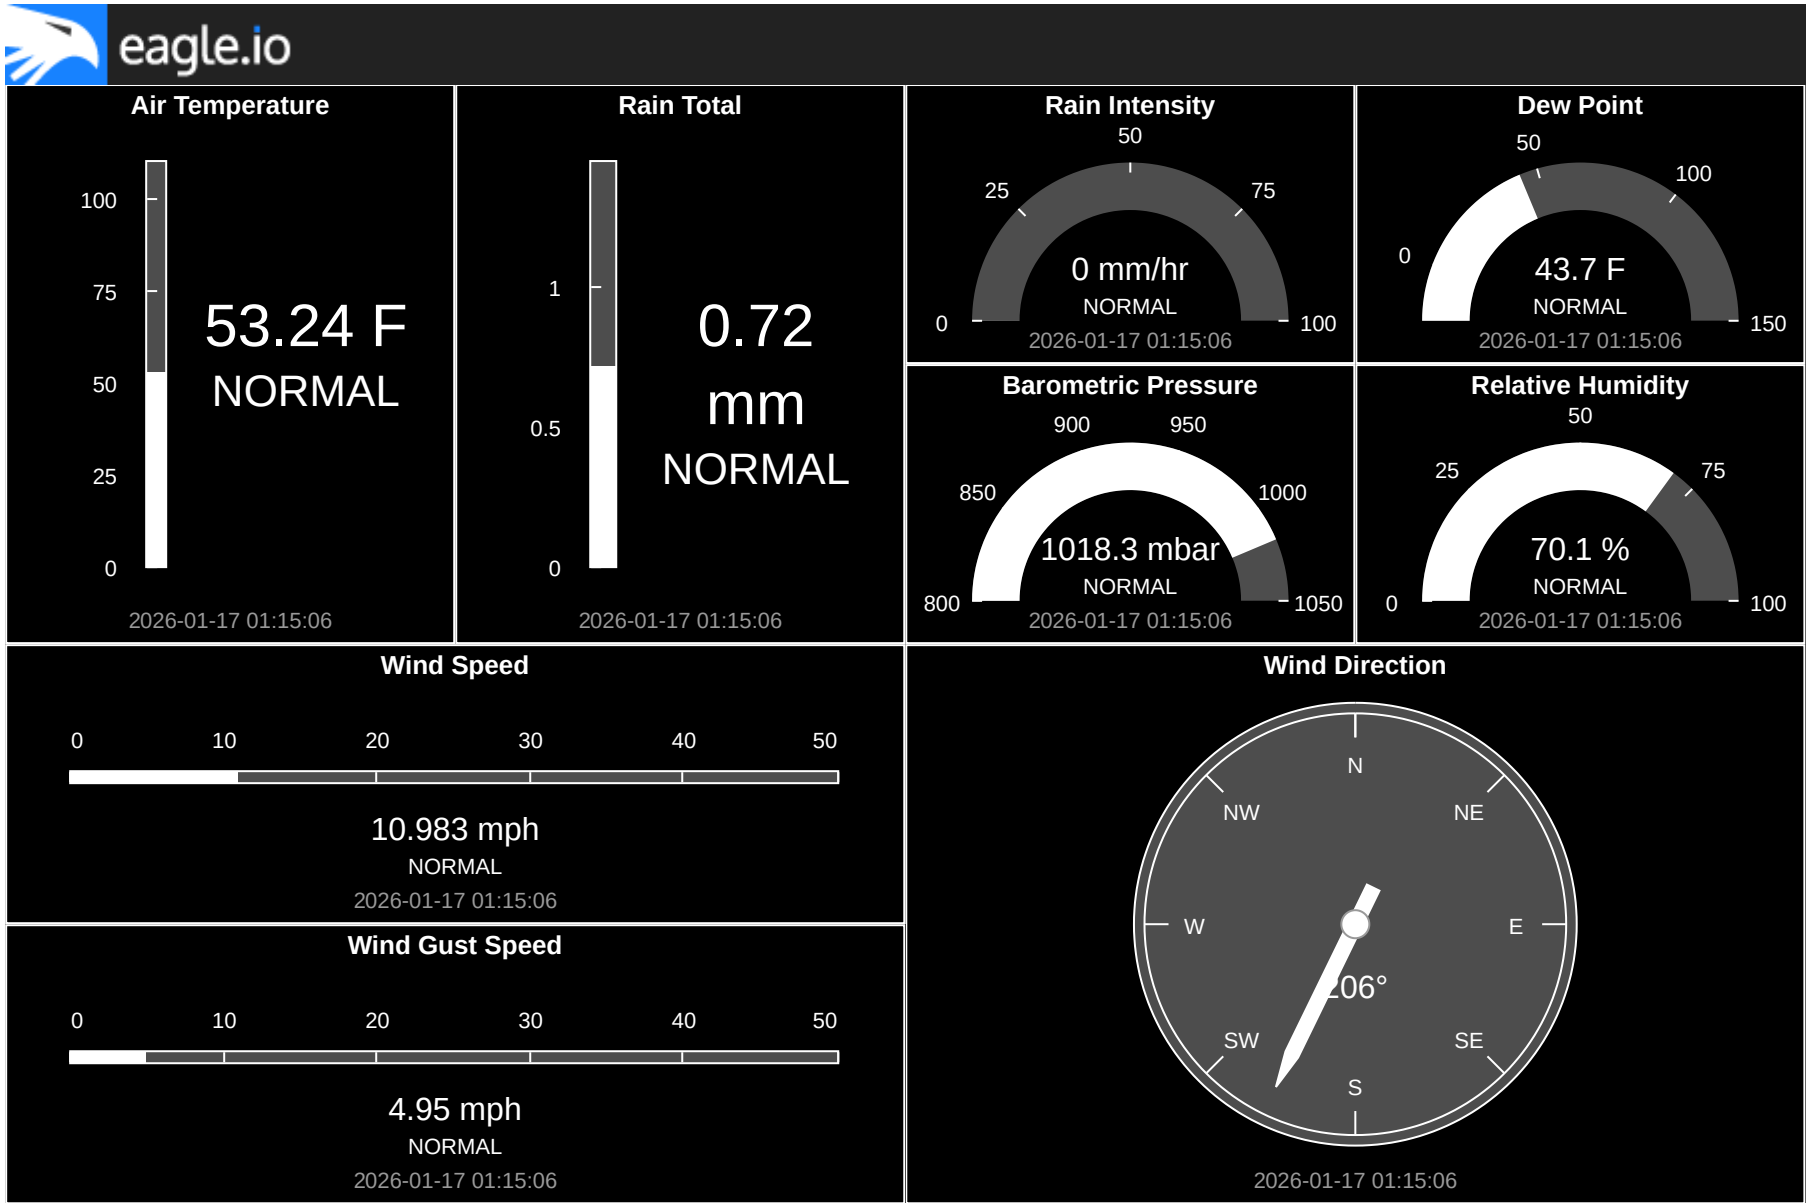 eagle.io
Air Temperature
100
75
50
25
0
53.24 F
NORMAL
2026-01-17 01:15:06
Rain Total
1
0.5
0
0.72
mm
NORMAL
2026-01-17 01:15:06
Rain Intensity
50
25
75
0
100
0 mm/hr
NORMAL
2026-01-17 01:15:06
Dew Point
50
100
0
150
43.7 F
NORMAL
2026-01-17 01:15:06
Barometric Pressure
900
950
850
1000
800
1050
1018.3 mbar
NORMAL
2026-01-17 01:15:06
Relative Humidity
50
25
75
0
100
70.1 %
NORMAL
2026-01-17 01:15:06
Wind Speed
0 10 20 30 40 50
10.983 mph
NORMAL
2026-01-17 01:15:06
Wind Gust Speed
0 10 20 30 40 50
4.95 mph
NORMAL
2026-01-17 01:15:06
Wind Direction
N
NW NE
W E
206°
SW SE
S
2026-01-17 01:15:06